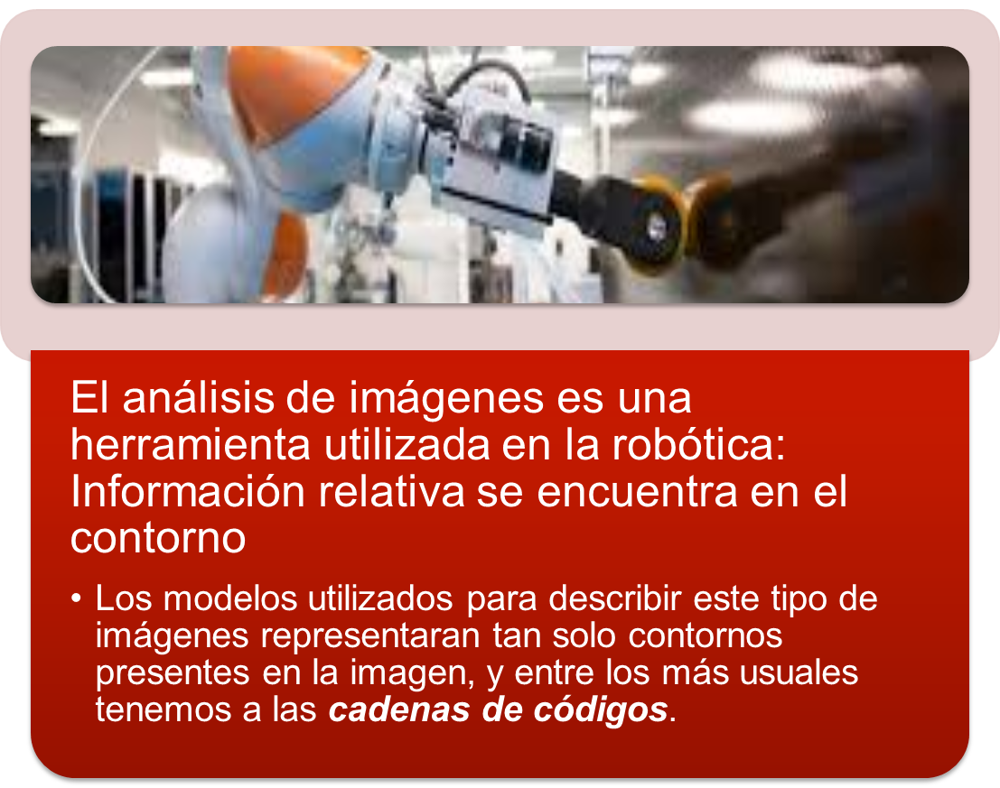 El análisis de imágenes es una
herramienta utilizada en la robótica:
Información relativa se encuentra en el
contorno
• Los modelos utilizados para describir este tipo de
imágenes representaran tan solo contornos
presentes en la imagen, y entre los más usuales
tenemos a las cadenas de códigos.